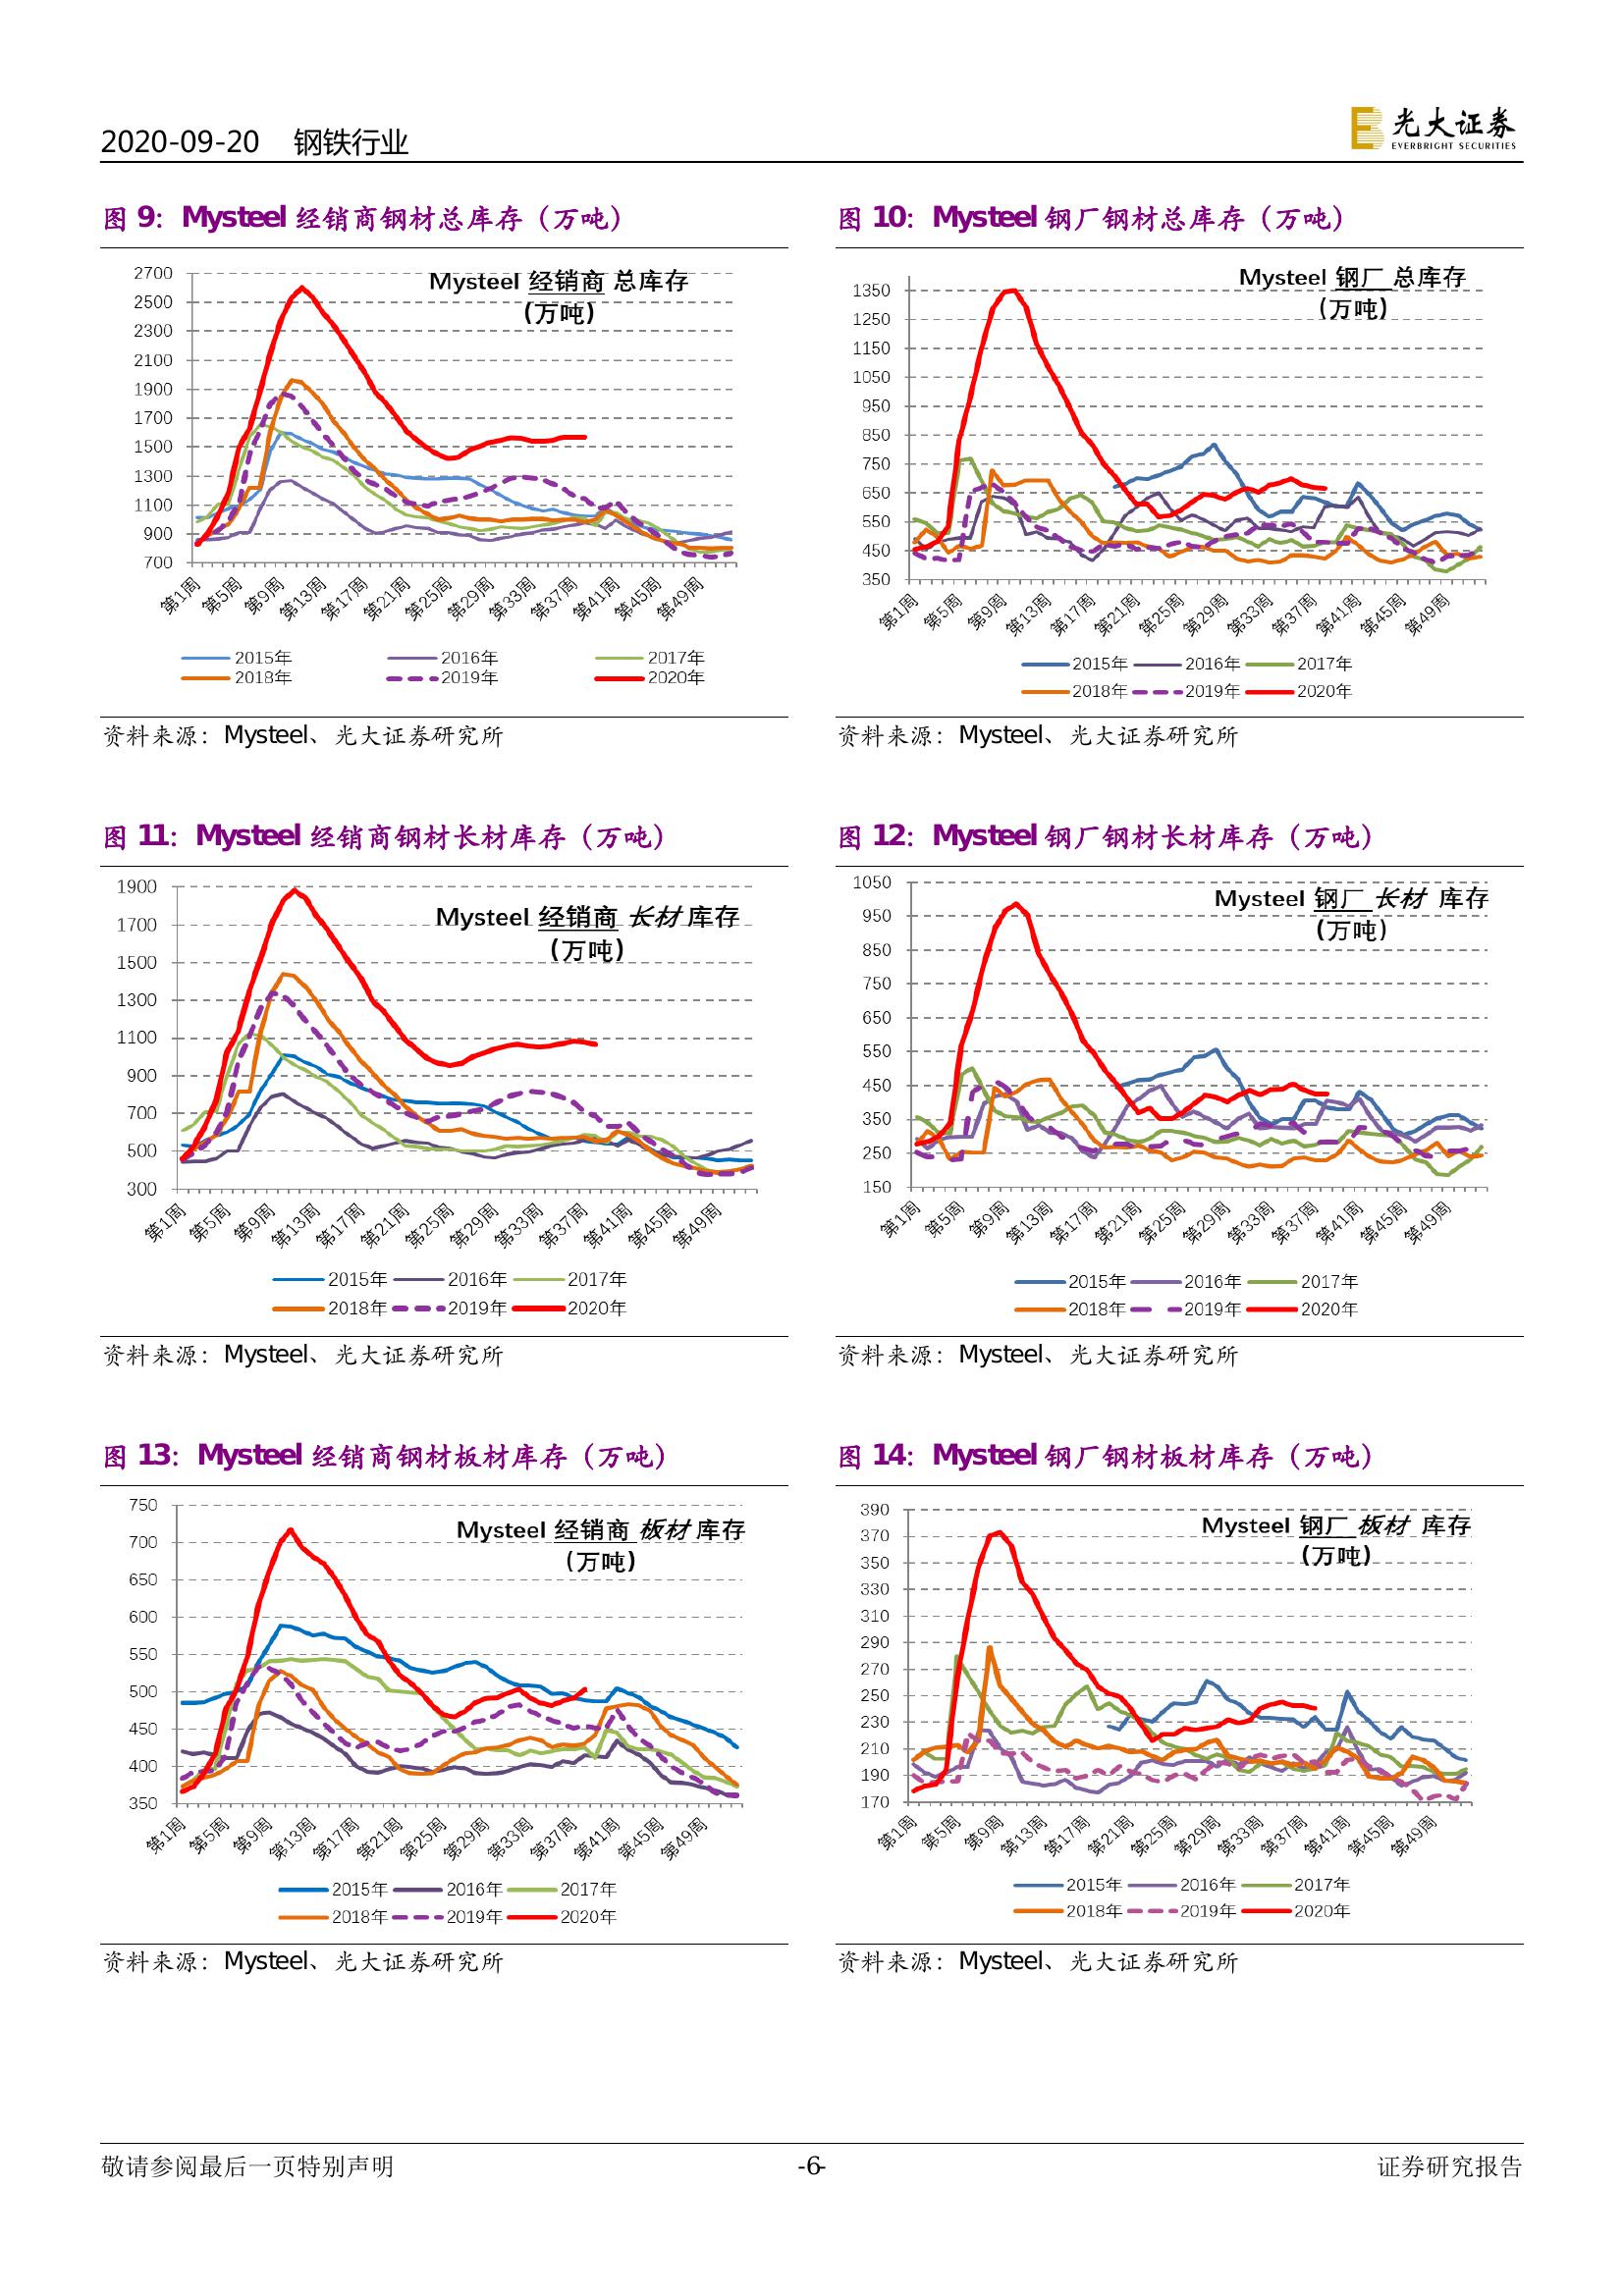 2020-09-20 钢铁行业
光大证券
EVERBRIGHT SECURITIES
图 9：Mysteel 经销商钢材总库存（万吨）
Mysteel 经销商 总库存
（万吨）
2700
2500
2300
2100
1900
1700
1500
1300
1100
900
700
第1周 第5周 第9周 第13周 第17周 第21周 第25周 第29周 第33周 第37周 第41周 第45周 第49周
2015年 2016年 2017年
2018年 2019年 2020年
资料来源：Mysteel、光大证券研究所
图 10：Mysteel 钢厂钢材总库存（万吨）
Mysteel 钢厂 总库存
（万吨）
1350
1250
1150
1050
950
850
750
650
550
450
350
第1周 第5周 第9周 第13周 第17周 第21周 第25周 第29周 第33周 第37周 第41周 第45周 第49周
2015年 2016年 2017年
2018年 2019年 2020年
资料来源：Mysteel、光大证券研究所
图 11：Mysteel 经销商钢材长材库存（万吨）
Mysteel 经销商 长材 库存
（万吨）
1900
1700
1500
1300
1100
900
700
500
300
第1周 第5周 第9周 第13周 第17周 第21周 第25周 第29周 第33周 第37周 第41周 第45周 第49周
2015年 2016年 2017年
2018年 2019年 2020年
资料来源：Mysteel、光大证券研究所
图 12：Mysteel 钢厂钢材长材库存（万吨）
Mysteel 钢厂 长材 库存
（万吨）
1050
950
850
750
650
550
450
350
250
150
第1周 第5周 第9周 第13周 第17周 第21周 第25周 第29周 第33周 第37周 第41周 第45周 第49周
2015年 2016年 2017年
2018年 2019年 2020年
资料来源：Mysteel、光大证券研究所
图 13：Mysteel 经销商钢材板材库存（万吨）
Mysteel 经销商 板材 库存
（万吨）
750
700
650
600
550
500
450
400
350
第1周 第5周 第9周 第13周 第17周 第21周 第25周 第29周 第33周 第37周 第41周 第45周 第49周
2015年 2016年 2017年
2018年 2019年 2020年
资料来源：Mysteel、光大证券研究所
图 14：Mysteel 钢厂钢材板材库存（万吨）
Mysteel 钢厂 板材 库存
（万吨）
390
370
350
330
310
290
270
250
230
210
190
170
第1周 第5周 第9周 第13周 第17周 第21周 第25周 第29周 第33周 第37周 第41周 第45周 第49周
2015年 2016年 2017年
2018年 2019年 2020年
资料来源：Mysteel、光大证券研究所
敬请参阅最后一页特别声明 -6- 证券研究报告